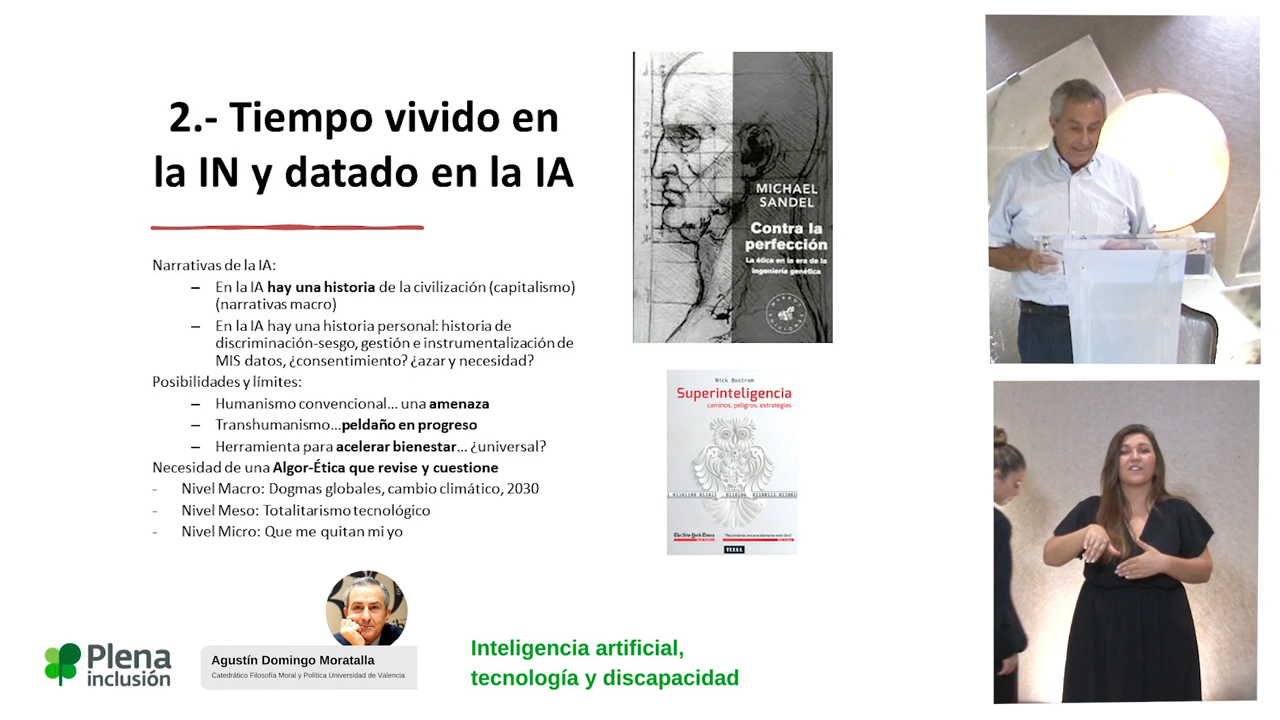 2.- Tiempo vivido en
la IN y datado en la IA
Narrativas de la IA:
– En la IA hay una historia de la civilización (capitalismo)
(narrativas macro)
– En la IA hay una historia personal: historia de
discriminación-sesgo, gestión e instrumentalización de
MIS datos, ¿consentimiento? ¿azar y necesidad?
Posibilidades y límites:
– Humanismo convencional... una amenaza
– Transhumanismo...peldaño en progreso
– Herramienta para acelerar bienestar... ¿universal?
Necesidad de una Algor-Ética que revise y cuestione
- Nivel Macro: Dogmas globales, cambio climático, 2030
- Nivel Meso: Totalitarismo tecnológico
- Nivel Micro: Que me quitan mi yo
MICHAEL
SANDEL
Contra la
perfección
La ética en la era de la
ingeniería genética
Nick Bostrom
Superinteligencia
caminos, peligros, estrategias
The New York Times
TEELL
Plena
inclusión
Agustín Domingo Moratalla
Catedrático Filosofía Moral y Política Universidad de Valencia
Inteligencia artificial,
tecnología y discapacidad